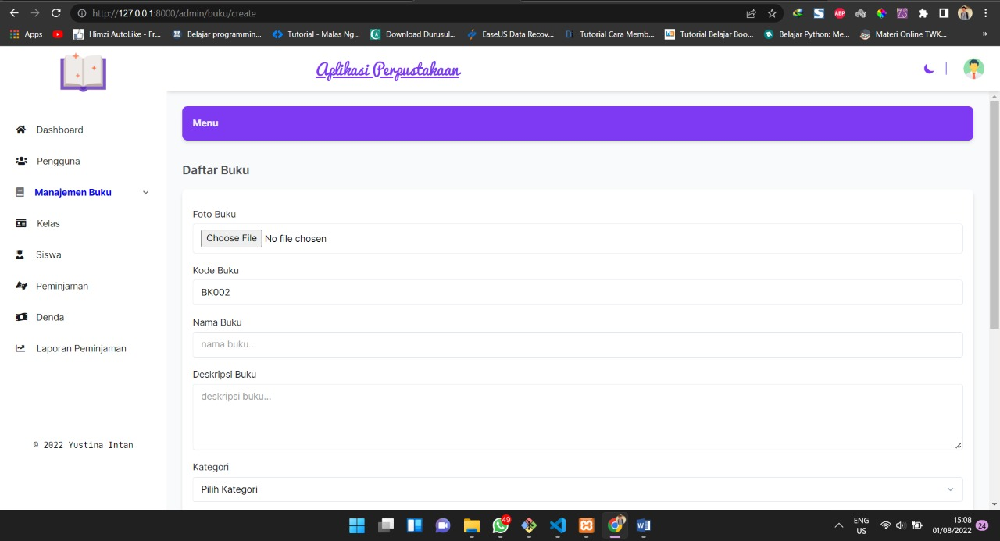 http://127.0.0.1:8000/admin/buku/create
Apps
Himzi AutoLike - Fr...
Belajar programmin...
Tutorial - Malas Ng...
Download Durusul...
EaseUS Data Recov...
Tutorial Cara Memb...
Tutorial Belajar Boo...
Belajar Python: Me...
Materi Online TWK...
»
ABP
Aplikasi Perpustakaan
Dashboard
Pengguna
Manajemen Buku
Kelas
Siswa
Peminjaman
Denda
Laporan Peminjaman
© 2022 Yustina Intan
Menu
Daftar Buku
Foto Buku
Choose File No file chosen
Kode Buku
BK002
Nama Buku
nama buku...
Deskripsi Buku
deskripsi buku...
Kategori
Pilih Kategori
49
ENG
US
15:08
01/08/2022
24